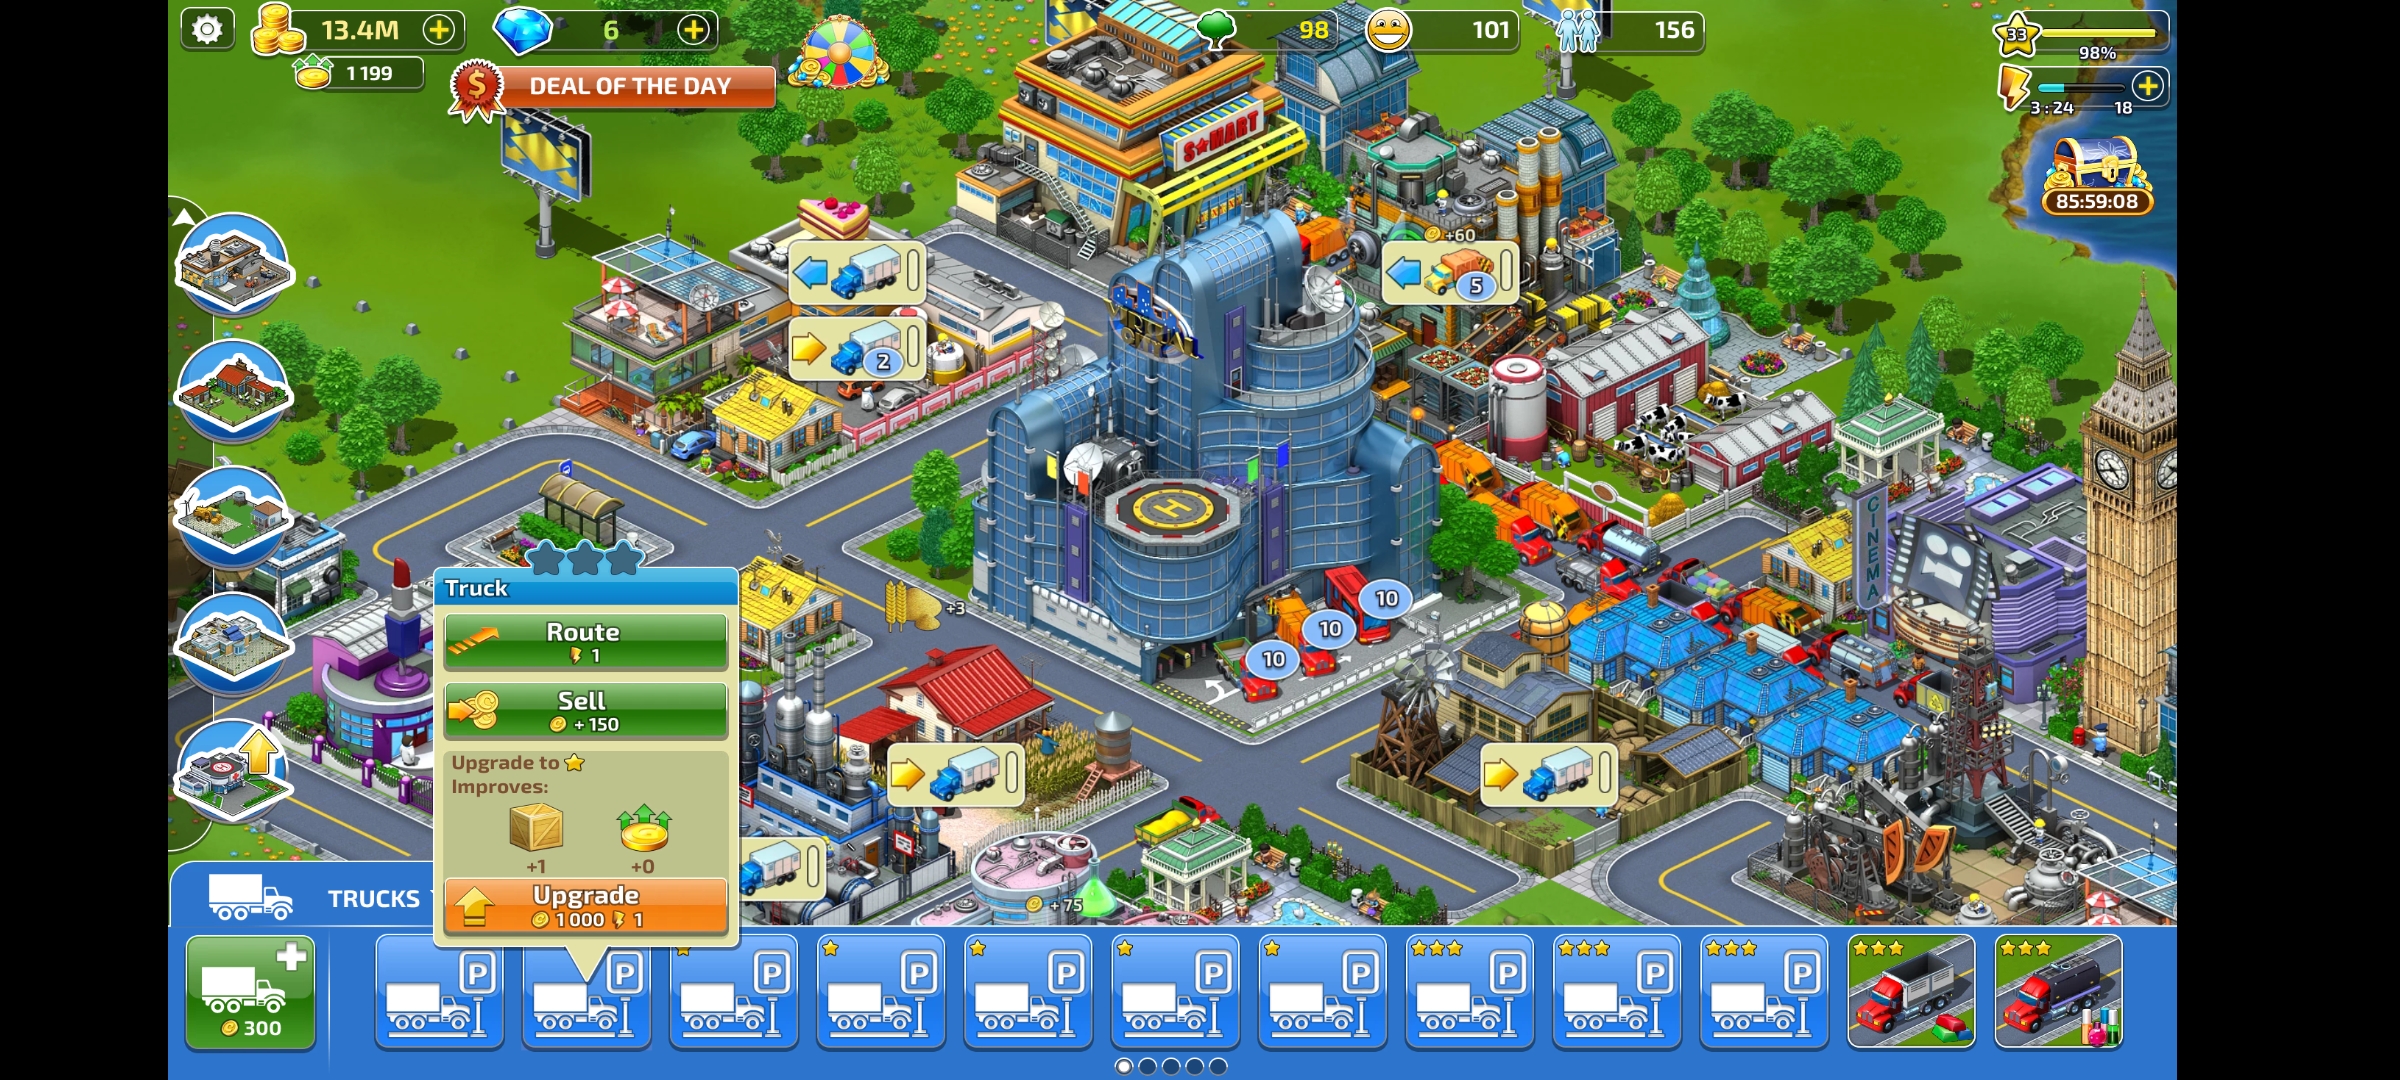 13.4M
6
98
101
156
33
98%
1 199
DEAL OF THE DAY
3:24
18
85:59:08
S★MART
+60
5
2
H
CINEMA
10
10
10
+3
Truck
Route
1
Sell
+ 150
Upgrade to
Improves:
+1
+0
Upgrade
1 000
1
+ 75
TRUCKS
300
P
P
P
P
P
P
P
P
P
P